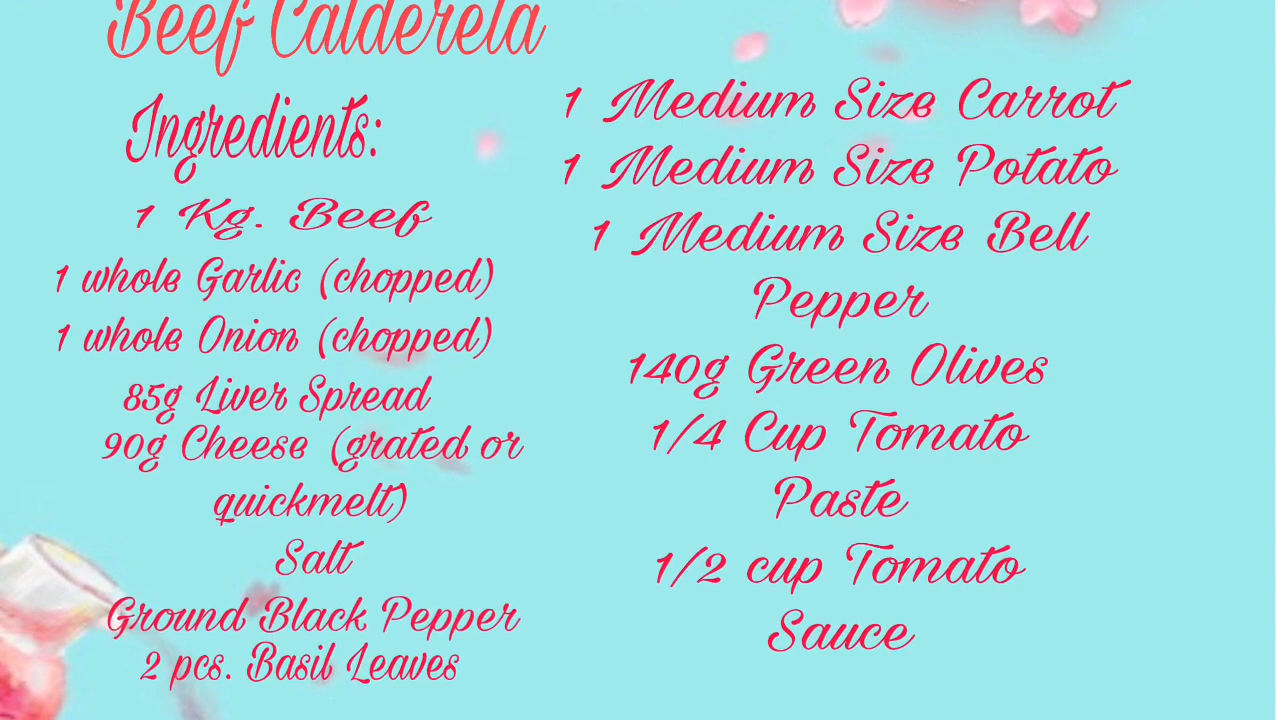 Beef Caldereta
Ingredients:
1 Kg. Beef
1 whole Garlic (chopped)
1 whole Onion (chopped)
85g Liver Spread
90g Cheese (grated or
quickmelt)
Salt
Ground Black Pepper
2 pcs. Basil Leaves
1 Medium Size Carrot
1 Medium Size Potato
1 Medium Size Bell
Pepper
140g Green Olives
1/4 Cup Tomato
Paste
1/2 cup Tomato
Sauce